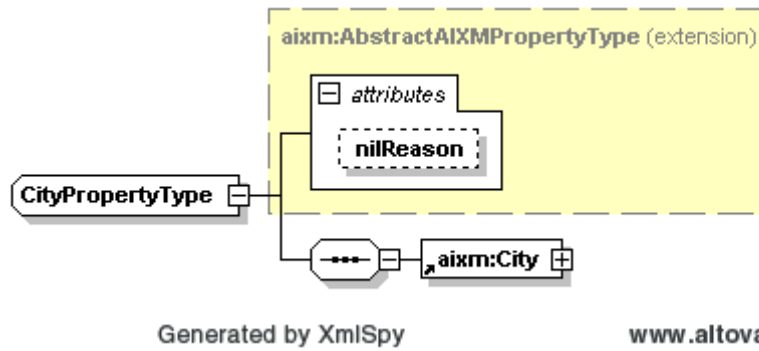 aixm:AbstractAIXMPropertyType (extension)
attributes
nilReason
CityPropertyType
aixm:City
Generated by XmlSpy www.altova